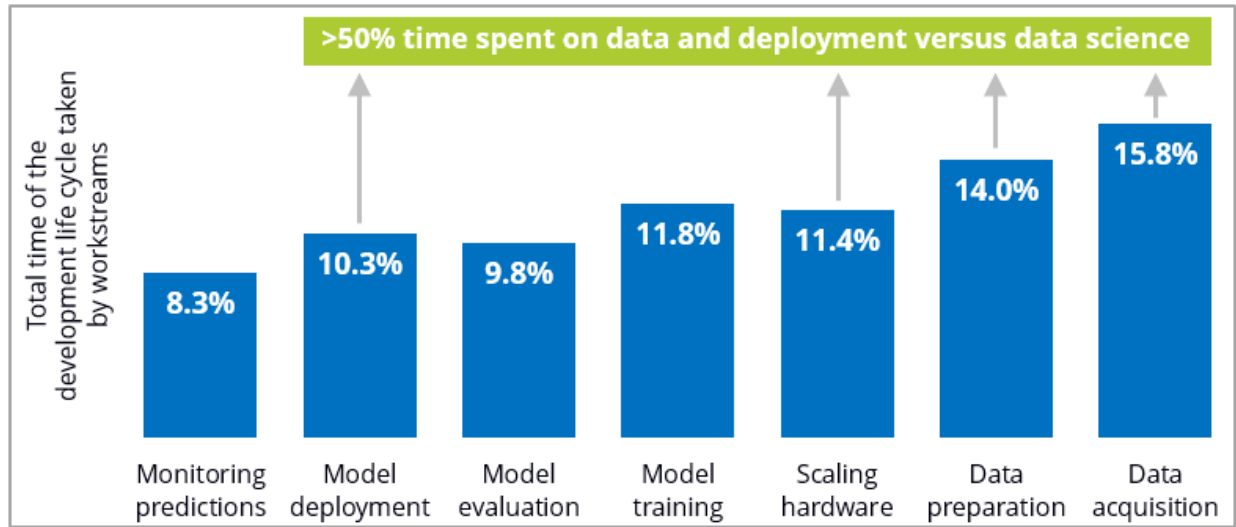 >50% time spent on data and deployment versus data science
Total time of the
development life cycle taken
by workstreams
8.3%
10.3%
9.8%
11.8%
11.4%
14.0%
15.8%
Monitoring
predictions
Model
deployment
Model
evaluation
Model
training
Scaling
hardware
Data
preparation
Data
acquisition